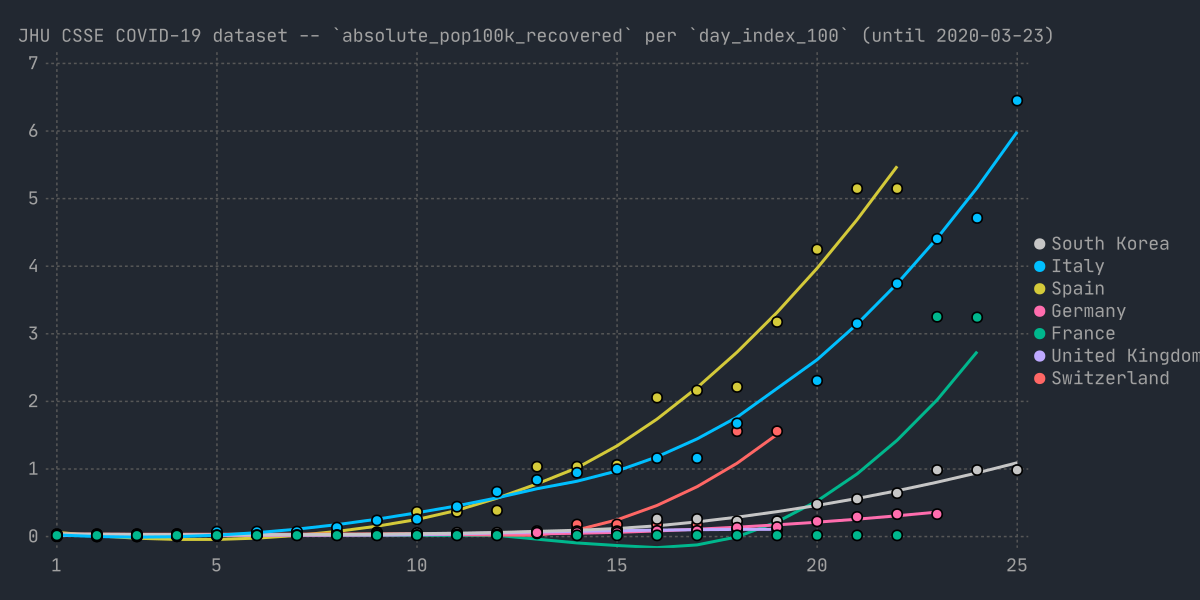 JHU CSSE COVID-19 dataset -- `absolute_pop100k_recovered` per `day_index_100` (until 2020-03-23)
7
6
5
4
3
2
1
0
1 5 10 15 20 25
South Korea
Italy
Spain
Germany
France
United Kingdom
Switzerland